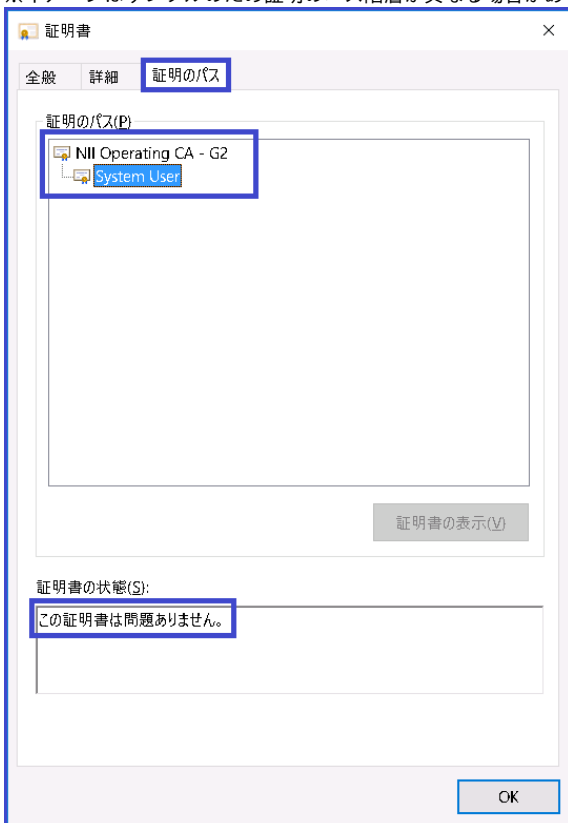 証明書
全般 詳細 証明のパス
証明のパス(P)
NII Operating CA - G2
System User
証明書の表示(V)
証明書の状態(S):
この証明書は問題ありません。
OK